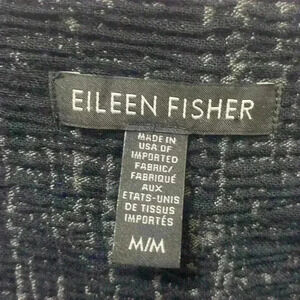 EILEEN FISHER
MADE IN
USA OF
IMPORTED
FABRIC/
FABRIQUÉ
AUX
ETATS-UNIS
DE TISSUS
IMPORTÉS
M/M